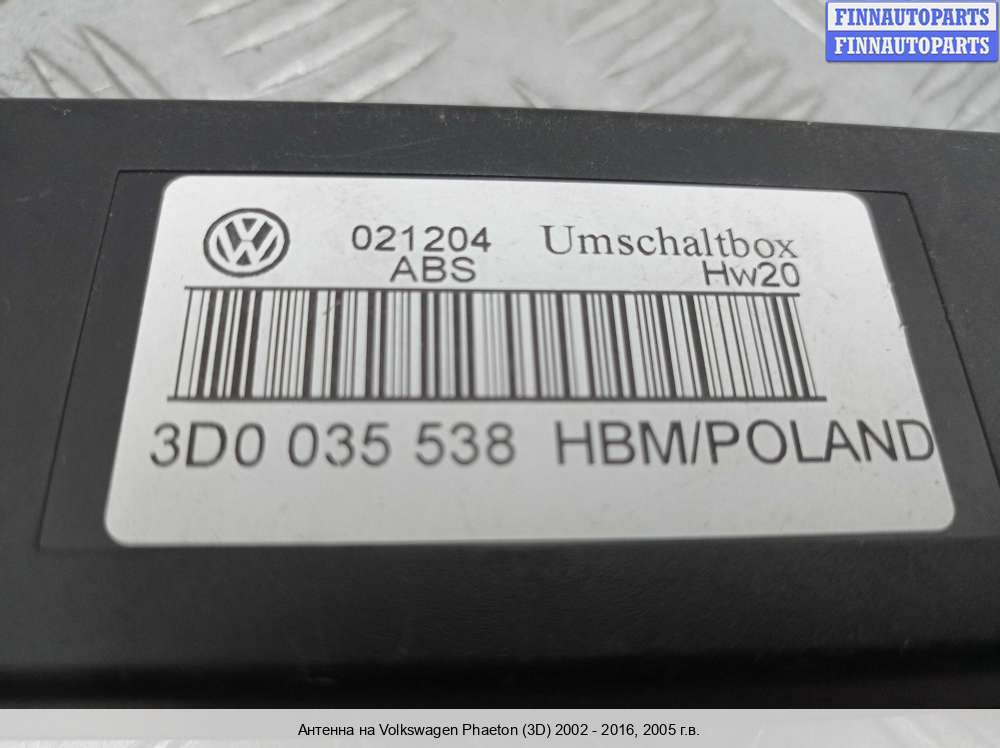 FINNAUTOPARTS
FINNAUTOPARTS
021204 Umschaltbox
ABS Hw20
3D0 035 538 HBM/POLAND
Антенна на Volkswagen Phaeton (3D) 2002 - 2016, 2005 г.в.